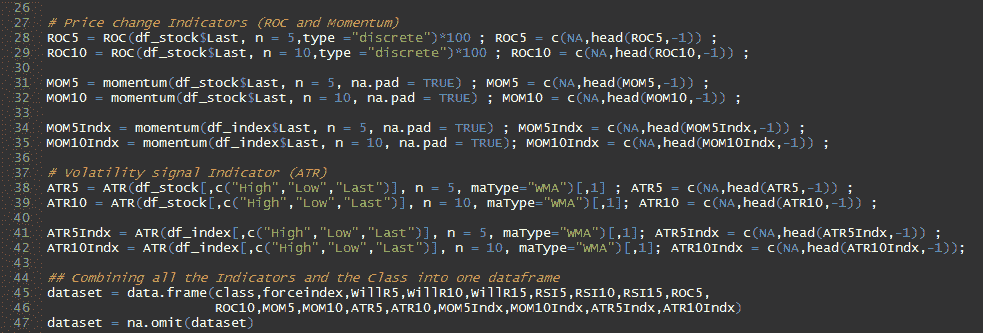 26
27 # Price change Indicators (ROC and Momentum)
28 ROC5 = ROC(df_stock$Last, n = 5,type ="discrete")*100 ; ROC5 = c(NA,head(ROC5,-1)) ;
29 ROC10 = ROC(df_stock$Last, n = 10,type ="discrete")*100 ; ROC10 = c(NA,head(ROC10,-1)) ;
30
31 MOM5 = momentum(df_stock$Last, n = 5, na.pad = TRUE) ; MOM5 = c(NA,head(MOM5,-1)) ;
32 MOM10 = momentum(df_stock$Last, n = 10, na.pad = TRUE) ; MOM10 = c(NA,head(MOM10,-1)) ;
33
34 MOM5Indx = momentum(df_index$Last, n = 5, na.pad = TRUE) ; MOM5Indx = c(NA,head(MOM5Indx,-1)) ;
35 MOM10Indx = momentum(df_index$Last, n = 10, na.pad = TRUE); MOM10Indx = c(NA,head(MOM10Indx,-1)) ;
36
37 # Volatility signal Indicator (ATR)
38 ATR5 = ATR(df_stock[,c("High","Low","Last")], n = 5, maType="WMA")[,1] ; ATR5 = c(NA,head(ATR5,-1)) ;
39 ATR10 = ATR(df_stock[,c("High","Low","Last")], n = 10, maType="WMA")[,1]; ATR10 = c(NA,head(ATR10,-1)) ;
40
41 ATR5Indx = ATR(df_index[,c("High","Low","Last")], n = 5, maType="WMA")[,1]; ATR5Indx = c(NA,head(ATR5Indx,-1)) ;
42 ATR10Indx = ATR(df_index[,c("High","Low","Last")], n = 10, maType="WMA")[,1]; ATR10Indx = c(NA,head(ATR10Indx,-1));
43
44 ## Combining all the Indicators and the Class into one dataframe
45 dataset = data.frame(class,forceindex,WillR5,WillR10,WillR15,RSI5,RSI10,RSI15,ROC5,
46 ROC10,MOM5,MOM10,ATR5,ATR10,MOM5Indx,MOM10Indx,ATR5Indx,ATR10Indx)
47 dataset = na.omit(dataset)